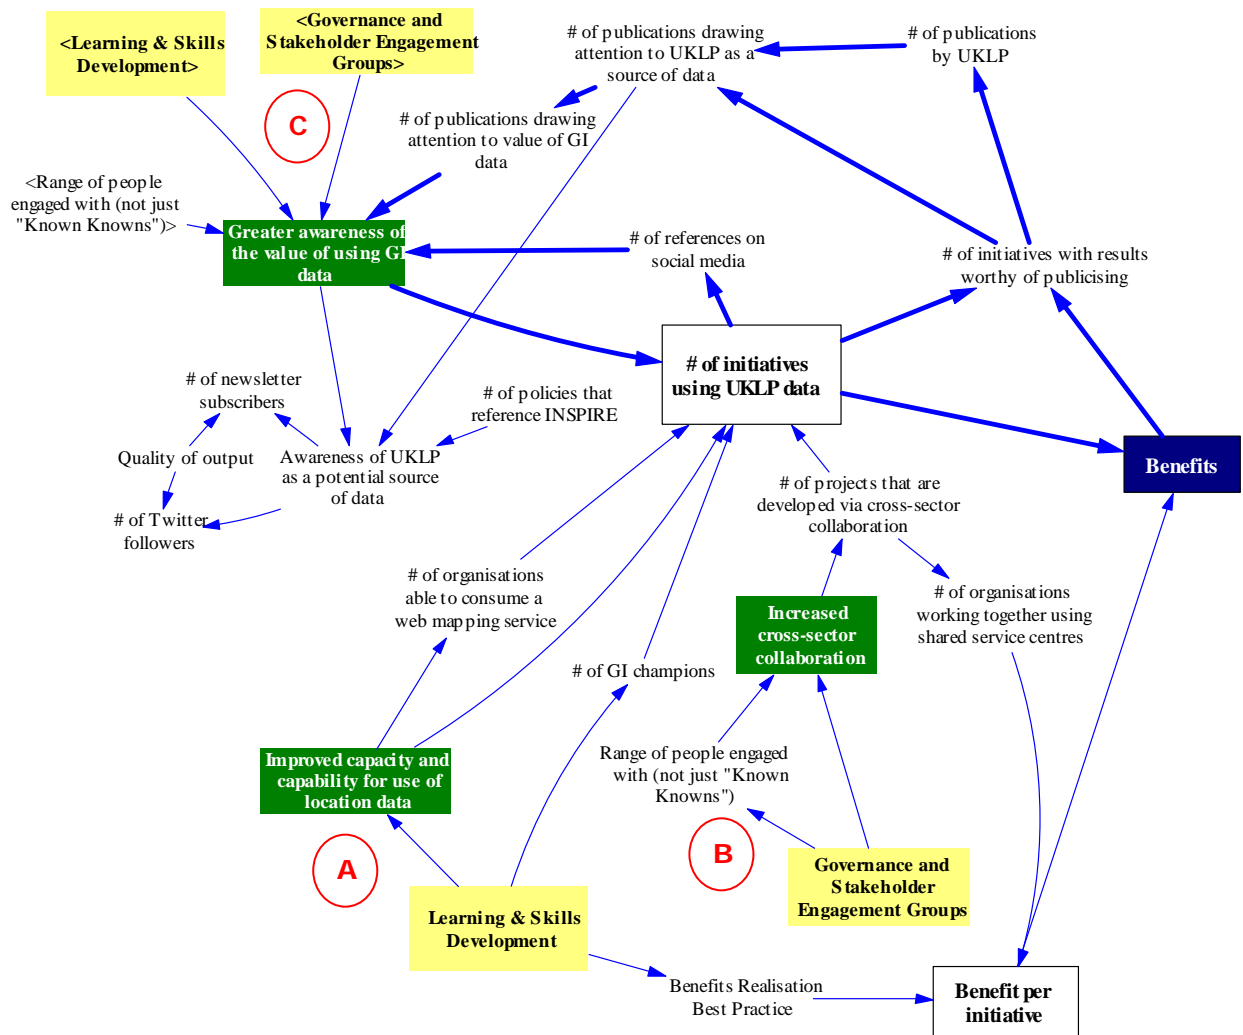 <Learning & Skills
Development>
<Governance and
Stakeholder Engagement
Groups>
# of publications drawing
attention to UKLP as a
source of data
# of publications
by UKLP
C
# of publications drawing
attention to value of GI
data
<Range of people
engaged with (not just
"Known Knowns")>
Greater awareness of
the value of using GI
data
# of references on
social media
# of initiatives with results
worthy of publicising
# of initiatives
using UKLP data
# of newsletter
subscribers
# of policies that
reference INSPIRE
Quality of output
Awareness of UKLP
as a potential source
of data
Benefits
# of Twitter
followers
# of projects that are
developed via cross-sector
collaboration
# of organisations
able to consume a
web mapping service
# of organisations
working together using
shared service centres
Increased
cross-sector
collaboration
# of GI champions
Improved capacity and
capability for use of
location data
Range of people engaged
with (not just "Known
Knowns")
A
B
Governance and
Stakeholder
Engagement Groups
Learning & Skills
Development
Benefits Realisation
Best Practice
Benefit per
initiative